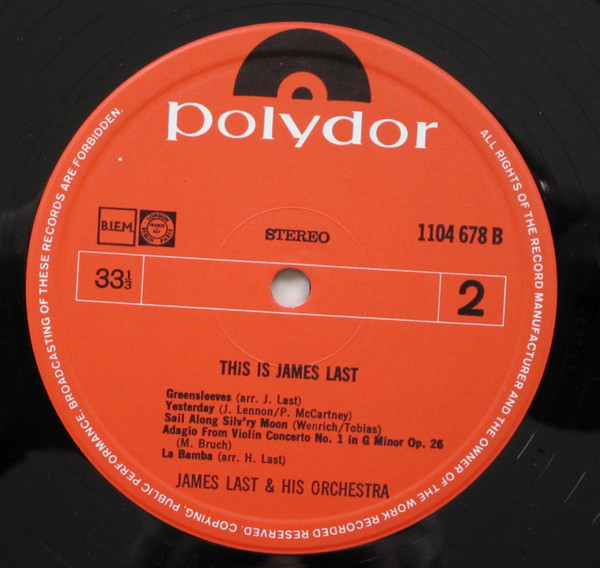 polydor
B.I.E.M.
STEREO
1104 678 B
33⅓
2
THIS IS JAMES LAST
Greensleeves (arr. J. Last)
Yesterday (J. Lennon/P. McCartney)
Sail Along Silv'ry Moon (Wenrich/Tobias)
Adagio From Violin Concerto No. 1 in G Minor Op. 26
(M. Bruch)
La Bamba (arr. H. Last)
JAMES LAST & HIS ORCHESTRA
ALL RIGHTS OF THE RECORD MANUFACTURER AND THE OWNER OF THE WORK RECORDED RESERVED. COPYING, PUBLIC PERFORMANCE, BROADCASTING OF THESE RECORDS ARE FORBIDDEN.